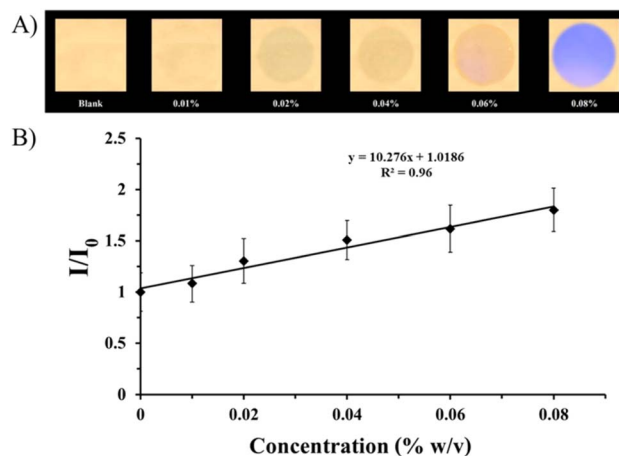 A)
Blank 0.01% 0.02% 0.04% 0.06% 0.08%
B)
y = 10.276x + 1.0186
R² = 0.96
2.5
2
1.5
1
0.5
0
I/I₀
0 0.02 0.04 0.06 0.08
Concentration (% w/v)